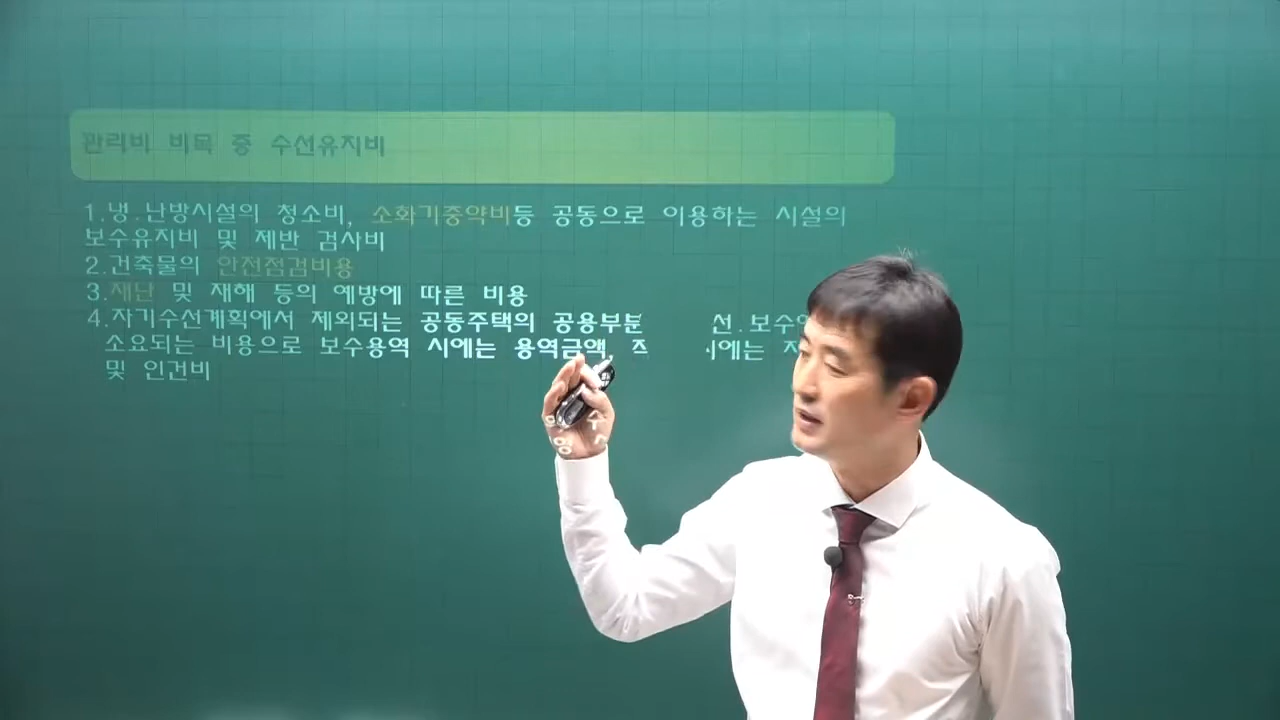 관리비 비목 중 수선유지비
1.냉.난방시설의 청소비, 소화기충약비등 공동으로 이용하는 시설의
보수유지비 및 제반 검사비
2.건축물의 안전점검비용
3.재난 및 재해 등의 예방에 따른 비용
4.자기수선계획에서 제외되는 공동주택의 공용부분 선.보수에
소요되는 비용으로 보수용역 시에는 용역금액, 에는
및 인건비